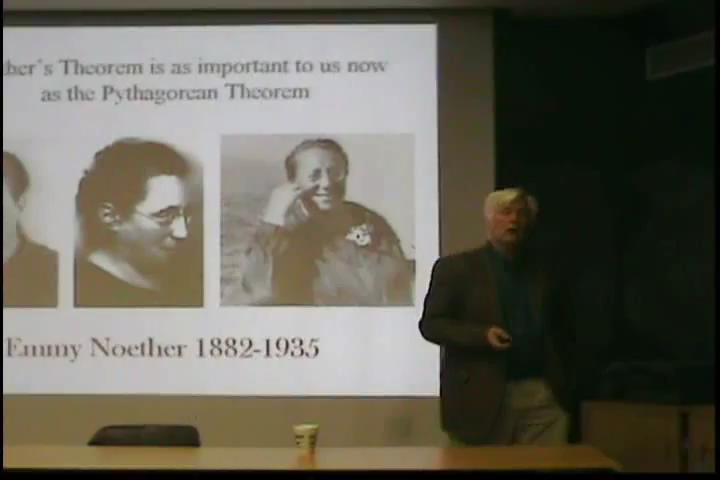 ther's Theorem is as important to us now
as the Pythagorean Theorem
Emmy Noether 1882-1935